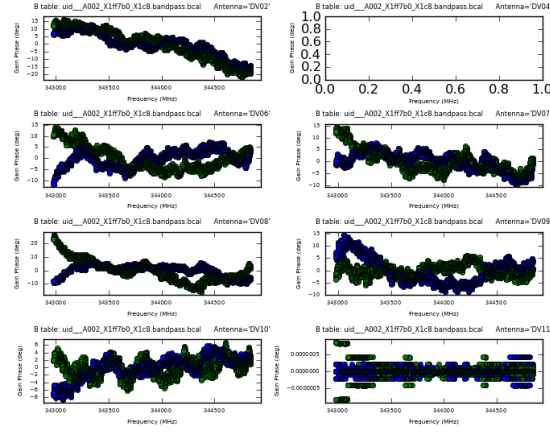 B table: uid___A002_X1ff7b0_X1c8.bandpass.bcal Antenna='DV02'
B table: uid___A002_X1ff7b0_X1c8.bandpass.bcal Antenna='DV04
Gain Phase (deg)
15
10
5
0
−5
−10
−15
−20
343000 343500 344000 344500
Frequency (MHz)
Gain Phase (deg)
1.0
0.8
0.6
0.4
0.2
0.0
0.0 0.2 0.4 0.6 0.8 1.0
Frequency (MHz)
B table: uid___A002_X1ff7b0_X1c8.bandpass.bcal Antenna='DV06'
B table: uid___A002_X1ff7b0_X1c8.bandpass.bcal Antenna='DV07
Gain Phase (deg)
15
10
5
0
−5
−10
343000 343500 344000 344500
Frequency (MHz)
Gain Phase (deg)
15
10
5
0
−5
−10
343000 343500 344000 344500
Frequency (MHz)
B table: uid___A002_X1ff7b0_X1c8.bandpass.bcal Antenna='DV08'
B table: uid___A002_X1ff7b0_X1c8.bandpass.bcal Antenna='DV09
Gain Phase (deg)
20
10
0
−10
343000 343500 344000 344500
Frequency (MHz)
Gain Phase (deg)
15
10
5
0
−5
−10
343000 343500 344000 344500
Frequency (MHz)
B table: uid___A002_X1ff7b0_X1c8.bandpass.bcal Antenna='DV10'
B table: uid___A002_X1ff7b0_X1c8.bandpass.bcal Antenna='DV11
Gain Phase (deg)
6
4
2
0
−2
−4
−6
−8
343000 343500 344000 344500
Frequency (MHz)
Gain Phase (deg)
0.0000005
0.0000000
−0.0000005
343000 343500 344000 344500
Frequency (MHz)